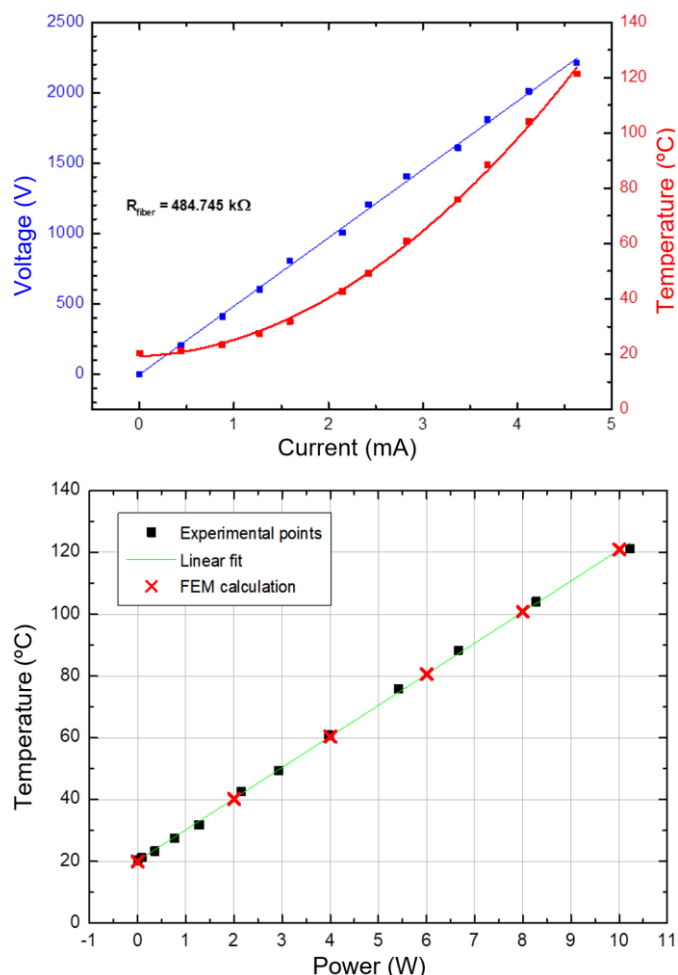 2500
2000
1500
1000
500
0
Voltage (V)
140
120
100
80
60
40
20
0
Temperature (ºC)
R_fiber = 484.745 kΩ
0 1 2 3 4 5
Current (mA)
140
120
100
80
60
40
20
0
Temperature (ºC)
Experimental points
Linear fit
FEM calculation
-1 0 1 2 3 4 5 6 7 8 9 10 11
Power (W)